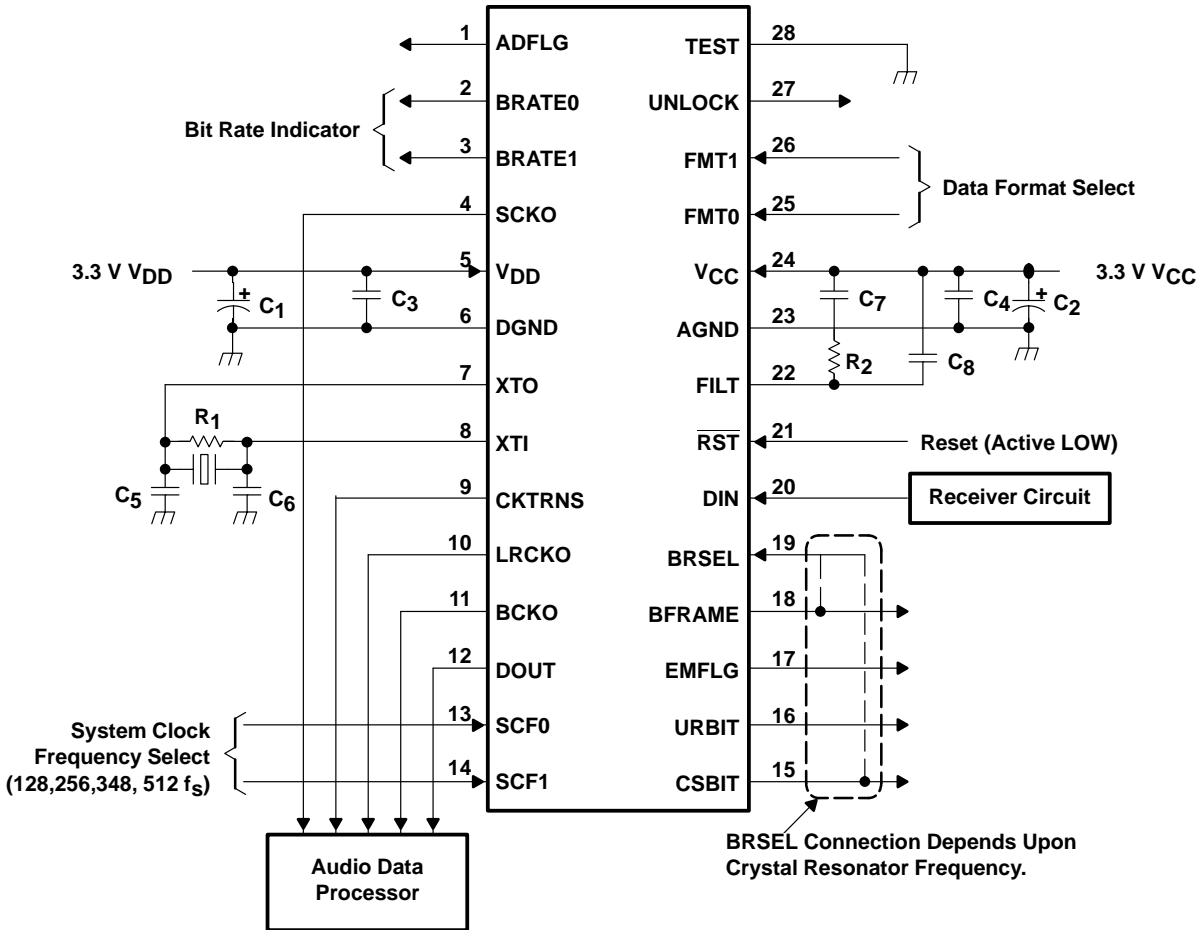 1 ADFLG
2 BRATE0
3 BRATE1
Bit Rate Indicator
4 SCKO
3.3 V VDD
5 VDD
C1
+
C3
6 DGND
7 XTO
R1
8 XTI
C5
C6
9 CKTRNS
10 LRCKO
11 BCKO
12 DOUT
13 SCF0
14 SCF1
System Clock
Frequency Select
(128,256,348, 512 fs)
Audio Data
Processor
TEST 28
UNLOCK 27
FMT1 26
FMT0 25
Data Format Select
VCC 24
3.3 V VCC
C7
C4
+
C2
AGND 23
R2
C8
FILT 22
RST 21
Reset (Active LOW)
DIN 20
Receiver Circuit
BRSEL 19
BFRAME 18
EMFLG 17
URBIT 16
CSBIT 15
BRSEL Connection Depends Upon
Crystal Resonator Frequency.